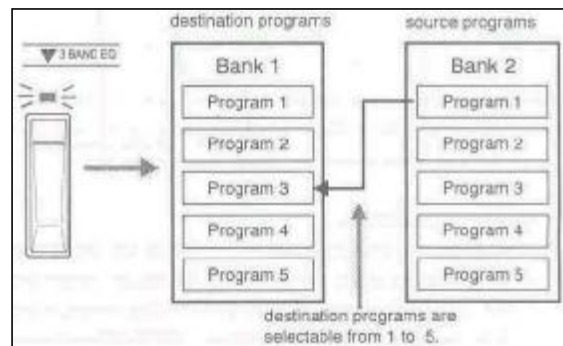 destination programs
source programs
▼3 BAND EQ
Bank 1
Program 1
Program 2
Program 3
Program 4
Program 5
Bank 2
Program 1
Program 2
Program 3
Program 4
Program 5
destination programs are
selectable from 1 to 5.